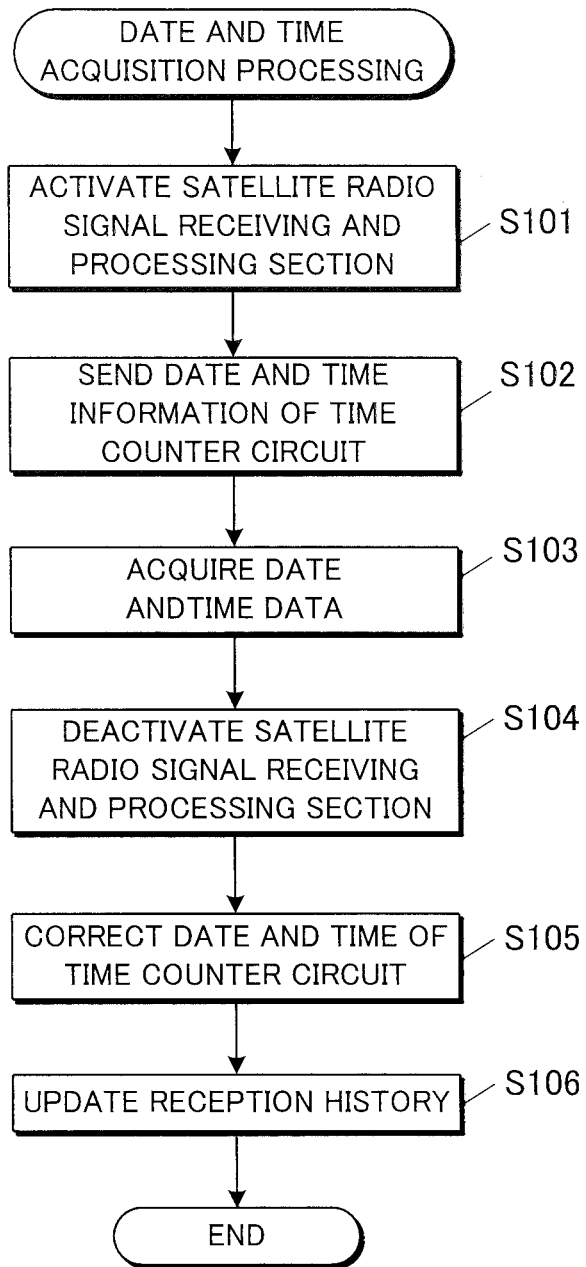 DATE AND TIME
ACQUISITION PROCESSING
ACTIVATE SATELLITE RADIO
SIGNAL RECEIVING AND
PROCESSING SECTION
S101
SEND DATE AND TIME
INFORMATION OF TIME
COUNTER CIRCUIT
S102
ACQUIRE DATE
ANDTIME DATA
S103
DEACTIVATE SATELLITE
RADIO SIGNAL RECEIVING
AND PROCESSING SECTION
S104
CORRECT DATE AND TIME OF
TIME COUNTER CIRCUIT
S105
UPDATE RECEPTION HISTORY
S106
END